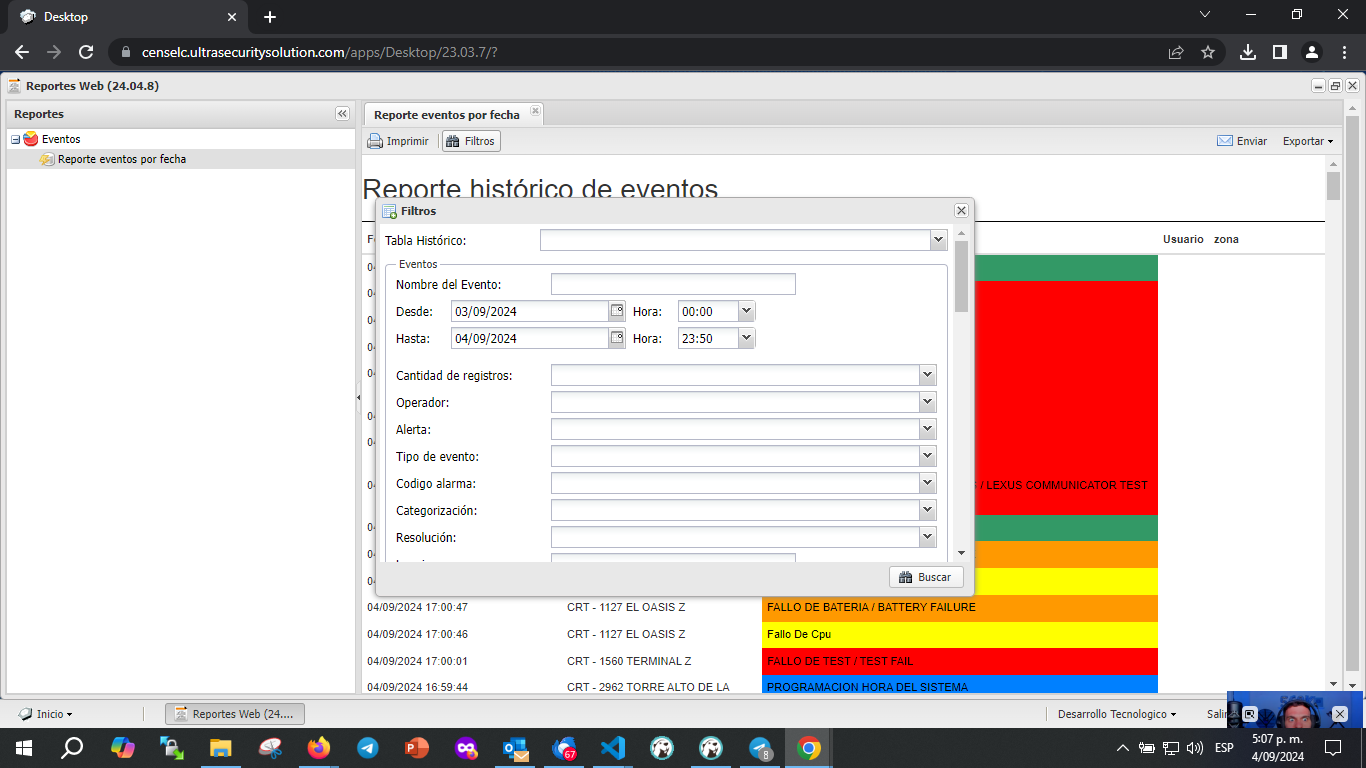 Desktop
censelc.ultrasecuritysolution.com/apps/Desktop/23.03.7/?
Reportes Web (24.04.8)
Reportes
Eventos
Reporte eventos por fecha
Reporte eventos por fecha
Imprimir
Filtros
Enviar
Exportar
Reporte histórico de eventos
Usuario zona
Filtros
Tabla Histórico:
Eventos
Nombre del Evento:
Desde: 03/09/2024 Hora: 00:00
Hasta: 04/09/2024 Hora: 23:50
Cantidad de registros:
Operador:
Alerta:
Tipo de evento:
Codigo alarma:
Categorización:
Resolución:
Buscar
/ LEXUS COMMUNICATOR TEST
04/09/2024 17:00:47 CRT - 1127 EL OASIS Z FALLO DE BATERIA / BATTERY FAILURE
04/09/2024 17:00:46 CRT - 1127 EL OASIS Z Fallo De Cpu
04/09/2024 17:00:01 CRT - 1560 TERMINAL Z FALLO DE TEST / TEST FAIL
04/09/2024 16:59:44 CRT - 2962 TORRE ALTO DE LA PROGRAMACION HORA DEL SISTEMA
Inicio
Reportes Web (24....
Desarrollo Tecnologico
67
8
ESP
5:07 p. m.
4/09/2024